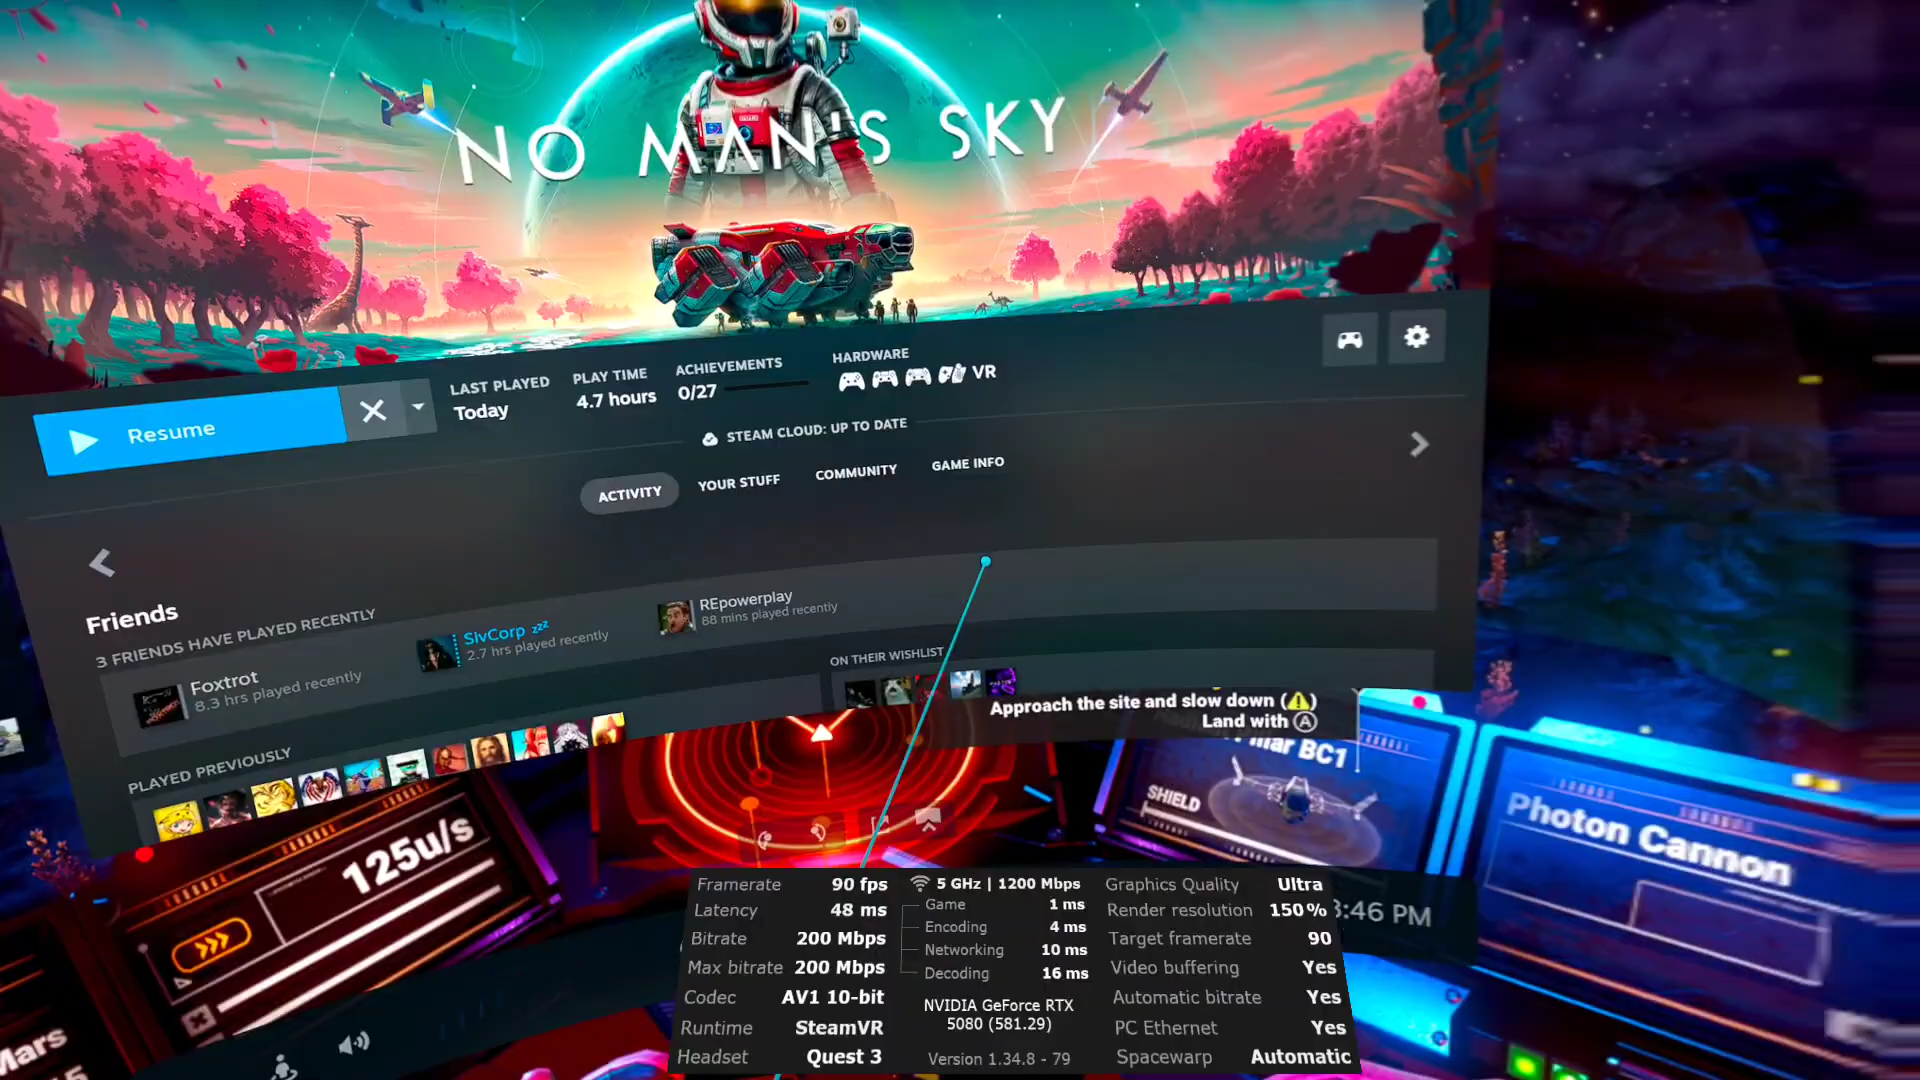 NO MAN'S SKY
Resume
LAST PLAYED
Today
PLAY TIME
4.7 hours
ACHIEVEMENTS
0/27
HARDWARE
VR
STEAM CLOUD: UP TO DATE
ACTIVITY
YOUR STUFF
COMMUNITY
GAME INFO
Friends
3 FRIENDS HAVE PLAYED RECENTLY
Foxtrot
8.3 hrs played recently
SlvCorp zzz
2.7 hrs played recently
REpowerplay
88 mins played recently
ON THEIR WISHLIST
PLAYED PREVIOUSLY
Approach the site and slow down
Land with A
BC1
SHIELD
125u/s
Photon Cannon
Mars
3:46 PM
Framerate 90 fps
Latency 48 ms
Bitrate 200 Mbps
Max bitrate 200 Mbps
Codec AV1 10-bit
Runtime SteamVR
Headset Quest 3
5 GHz | 1200 Mbps
Game 1 ms
Encoding 4 ms
Networking 10 ms
Decoding 16 ms
NVIDIA GeForce RTX
5080 (581.29)
Version 1.34.8 - 79
Graphics Quality Ultra
Render resolution 150%
Target framerate 90
Video buffering Yes
Automatic bitrate Yes
PC Ethernet Yes
Spacewarp Automatic